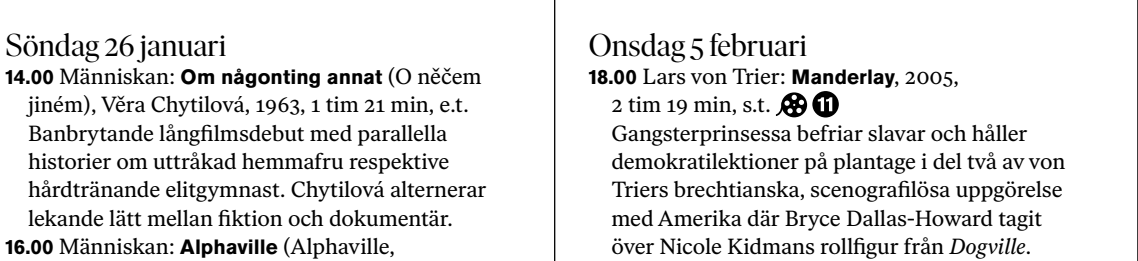 Söndag 26 januari
14.00 Människan: Om någonting annat (O něčem
jiném), Věra Chytilová, 1963, 1 tim 21 min, e.t.
Banbrytande långfilmsdebut med parallella
historier om uttråkad hemmafru respektive
hårdtränande elitgymnast. Chytilová alternerar
lekande lätt mellan fiktion och dokumentär.
16.00 Människan: Alphaville (Alphaville,
Onsdag 5 februari
18.00 Lars von Trier: Manderlay, 2005,
2 tim 19 min, s.t. 11
Gangsterprinsessa befriar slavar och håller
demokratilektioner på plantage i del två av von
Triers brechtianska, scenografilösa uppgörelse
med Amerika där Bryce Dallas-Howard tagit
över Nicole Kidmans rollfigur från Dogville.